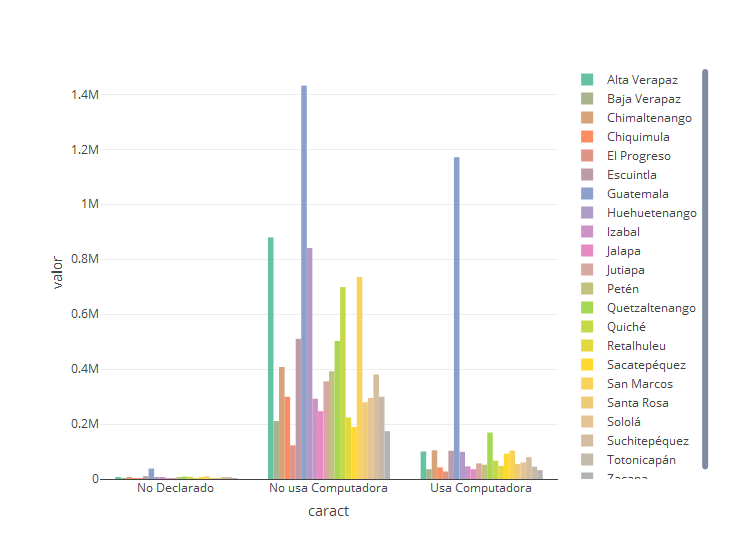 1.4M
1.2M
1M
0.8M
0.6M
0.4M
0.2M
0
valor
No Declarado
No usa Computadora
Usa Computadora
caract
Alta Verapaz
Baja Verapaz
Chimaltenango
Chiquimula
El Progreso
Escuintla
Guatemala
Huehuetenango
Izabal
Jalapa
Jutiapa
Petén
Quetzaltenango
Quiché
Retalhuleu
Sacatepéquez
San Marcos
Santa Rosa
Sololá
Suchitepéquez
Totonicapán
Zacapa